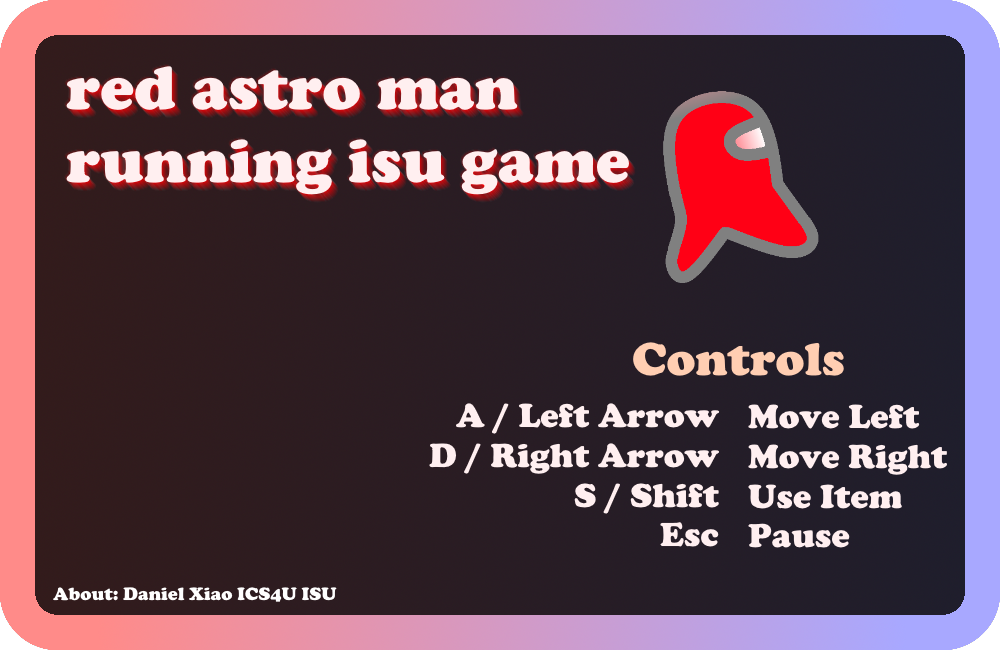 red astro man
running isu game
Controls
A / Left Arrow Move Left
D / Right Arrow Move Right
S / Shift Use Item
Esc Pause
About: Daniel Xiao ICS4U ISU